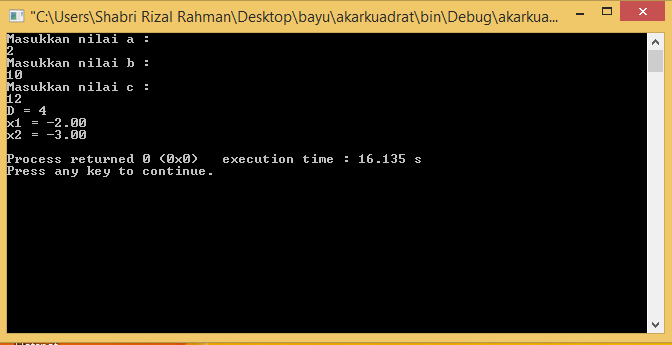 "C:\Users\Shabri Rizal Rahman\Desktop\bayu\akarkuadrat\bin\Debug\akarkua...
Masukkan nilai a :
2
Masukkan nilai b :
10
Masukkan nilai c :
12
D = 4
x1 = -2.00
x2 = -3.00
Process returned 0 (0x0)   execution time : 16.135 s
Press any key to continue.